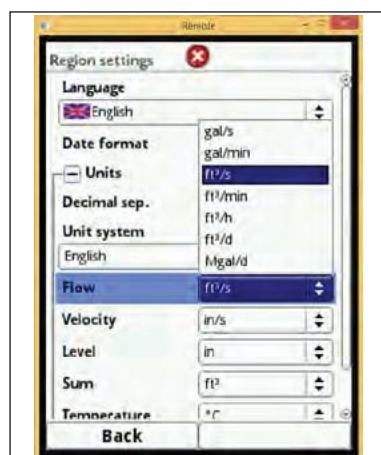 Remote
Region settings
Language
English
Date format
gal/s
gal/min
Units
ft³/s
Decimal sep.
ft³/min
ft³/h
Unit system
ft³/d
English
Mgal/d
Flow ft³/s
Velocity in/s
Level in
Sum ft³
Temperature °C
Back